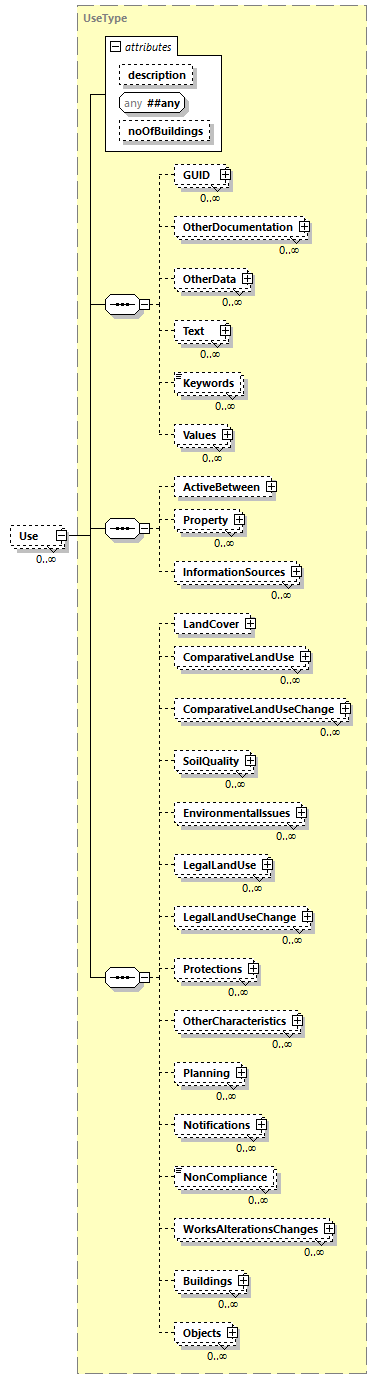 UseType
attributes
description
any ##any
noOfBuildings
GUID
0..∞
OtherDocumentation
0..∞
OtherData
0..∞
Text
0..∞
Keywords
0..∞
Values
0..∞
ActiveBetween
Use
0..∞
Property
0..∞
InformationSources
0..∞
LandCover
ComparativeLandUse
0..∞
ComparativeLandUseChange
0..∞
SoilQuality
0..∞
EnvironmentalIssues
0..∞
LegalLandUse
0..∞
LegalLandUseChange
0..∞
Protections
0..∞
OtherCharacteristics
0..∞
Planning
0..∞
Notifications
0..∞
NonCompliance
0..∞
WorksAlterationsChanges
0..∞
Buildings
0..∞
Objects
0..∞